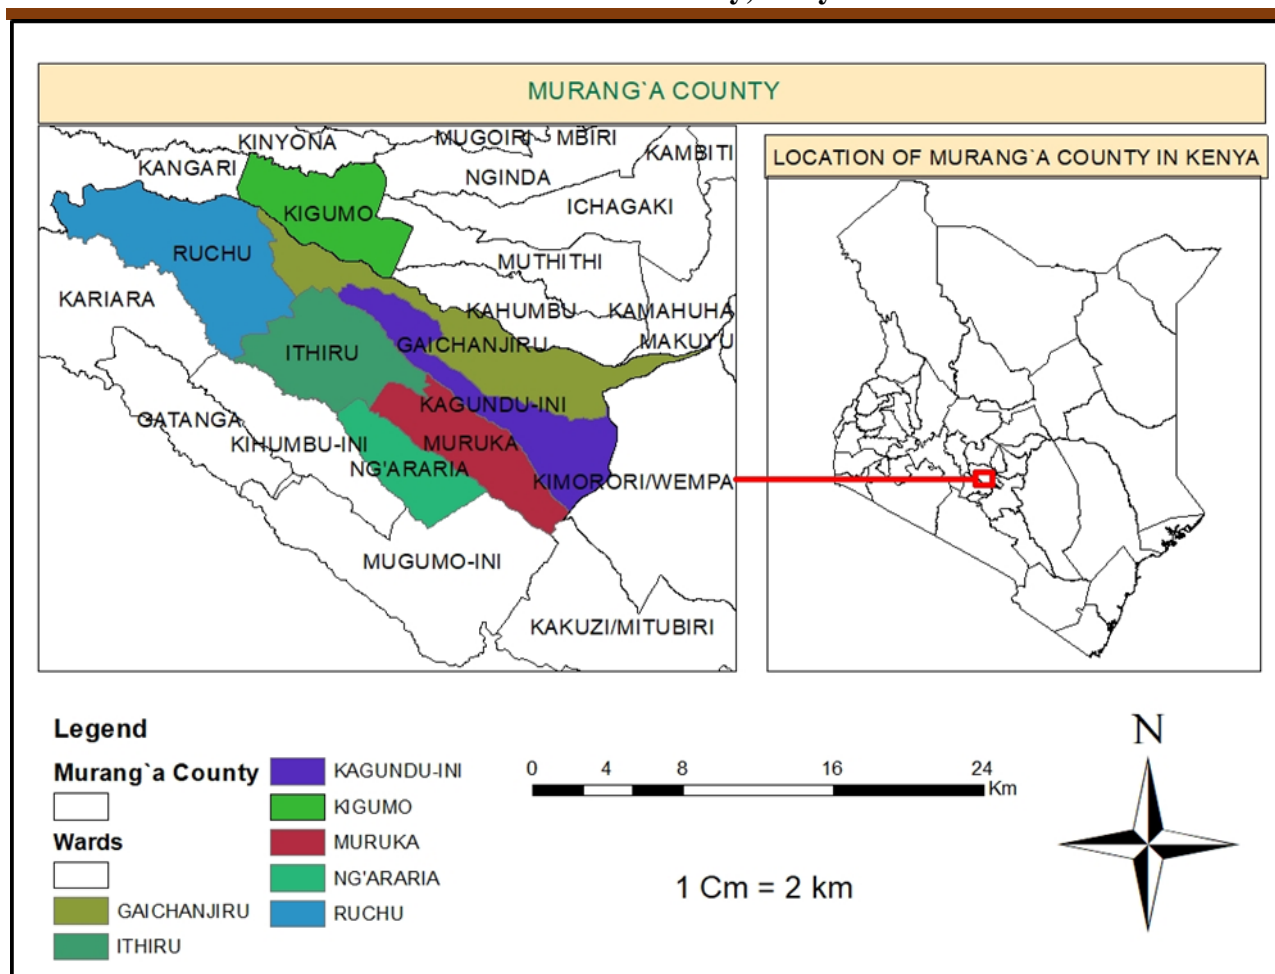 MURANG`A COUNTY
LOCATION OF MURANG`A COUNTY IN KENYA
KINYONA
MUGOIRI
MBIRI
KAMBITI
KANGARI
NGINDA
ICHAGAKI
KIGUMO
RUCHU
MUTHITHI
KARIARA
KAHUMBU
KAMAHUHA
GAICHANJIRU
MAKUYU
ITHIRU
KAGUNDU-INI
GATANGA
KIHUMBU-INI
MURUKA
NG'ARARIA
KIMORORI/WEMPA
MUGUMO-INI
KAKUZI/MITUBIRI
Legend
Murang`a County
Wards
GAICHANJIRU
ITHIRU
KAGUNDU-INI
KIGUMO
MURUKA
NG'ARARIA
RUCHU
0 4 8 16 24
Km
1 Cm = 2 km
N